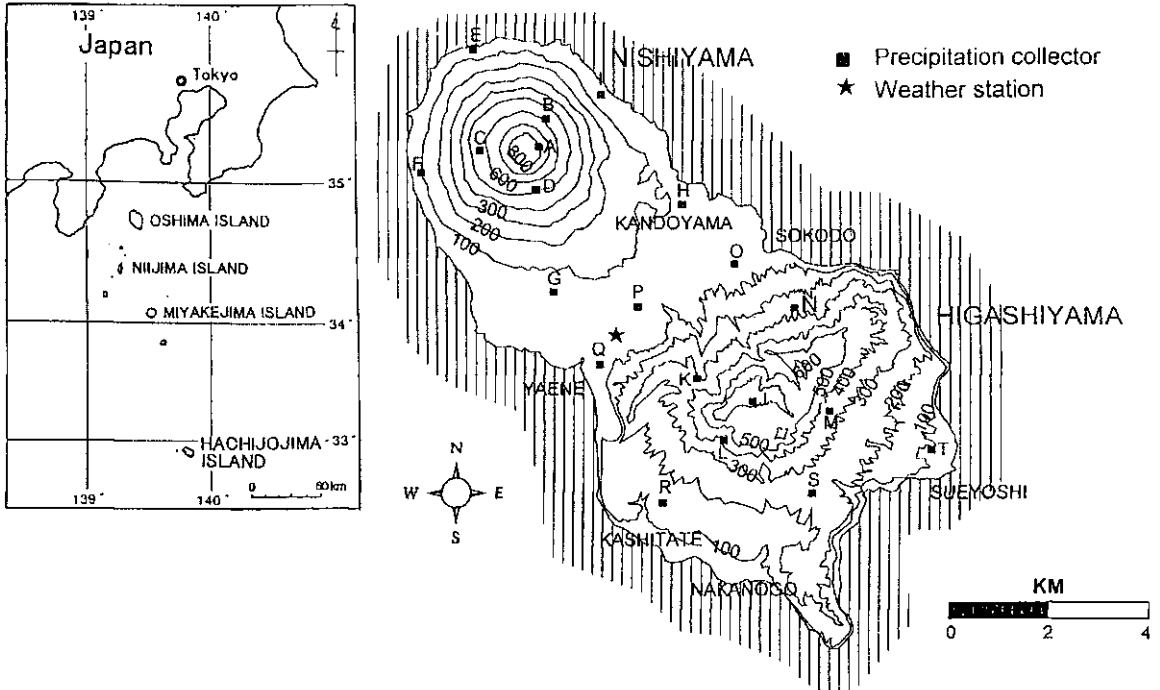 139° 140°
Japan
Tokyo
35°
OSHIMA ISLAND
NIIJIMA ISLAND
MIYAKEJIMA ISLAND
34°
33°
HACHIJOJIMA
ISLAND
139° 140° 0 60km
N
W E
S
NISHIYAMA
Precipitation collector
Weather station
E
I
B
C A
800
F
600 D
300
200
100
H
KANDOYAMA
SOKODO
O
G
P
N
HIGASHIYAMA
Q
YAENE
K
600
500
400
300
200
100
J
M
L
500
300
T
R
S
SUEYOSHI
KASHITATE
100
NAKANOGO
KM
0 2 4